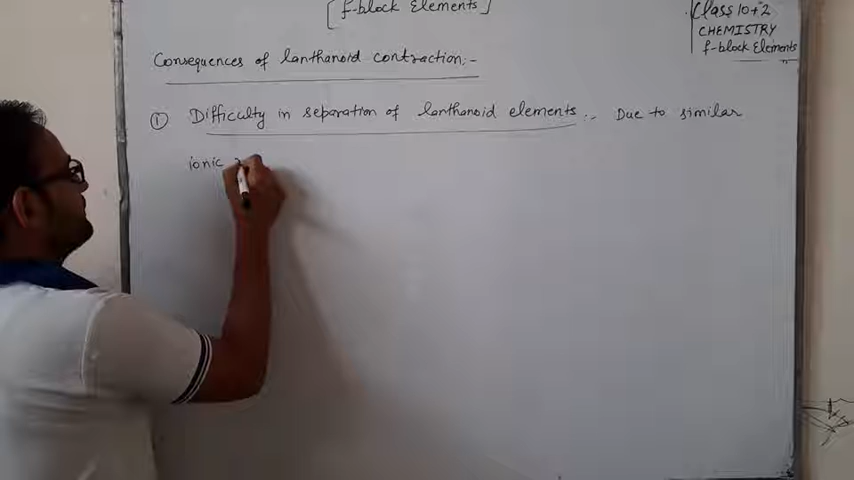 [f-block Elements]
Class 10+2
CHEMISTRY
f-block Elements
Consequences of lanthanoid contraction:-
① Difficulty in separation of lanthanoid elements:- Due to similar
ionic